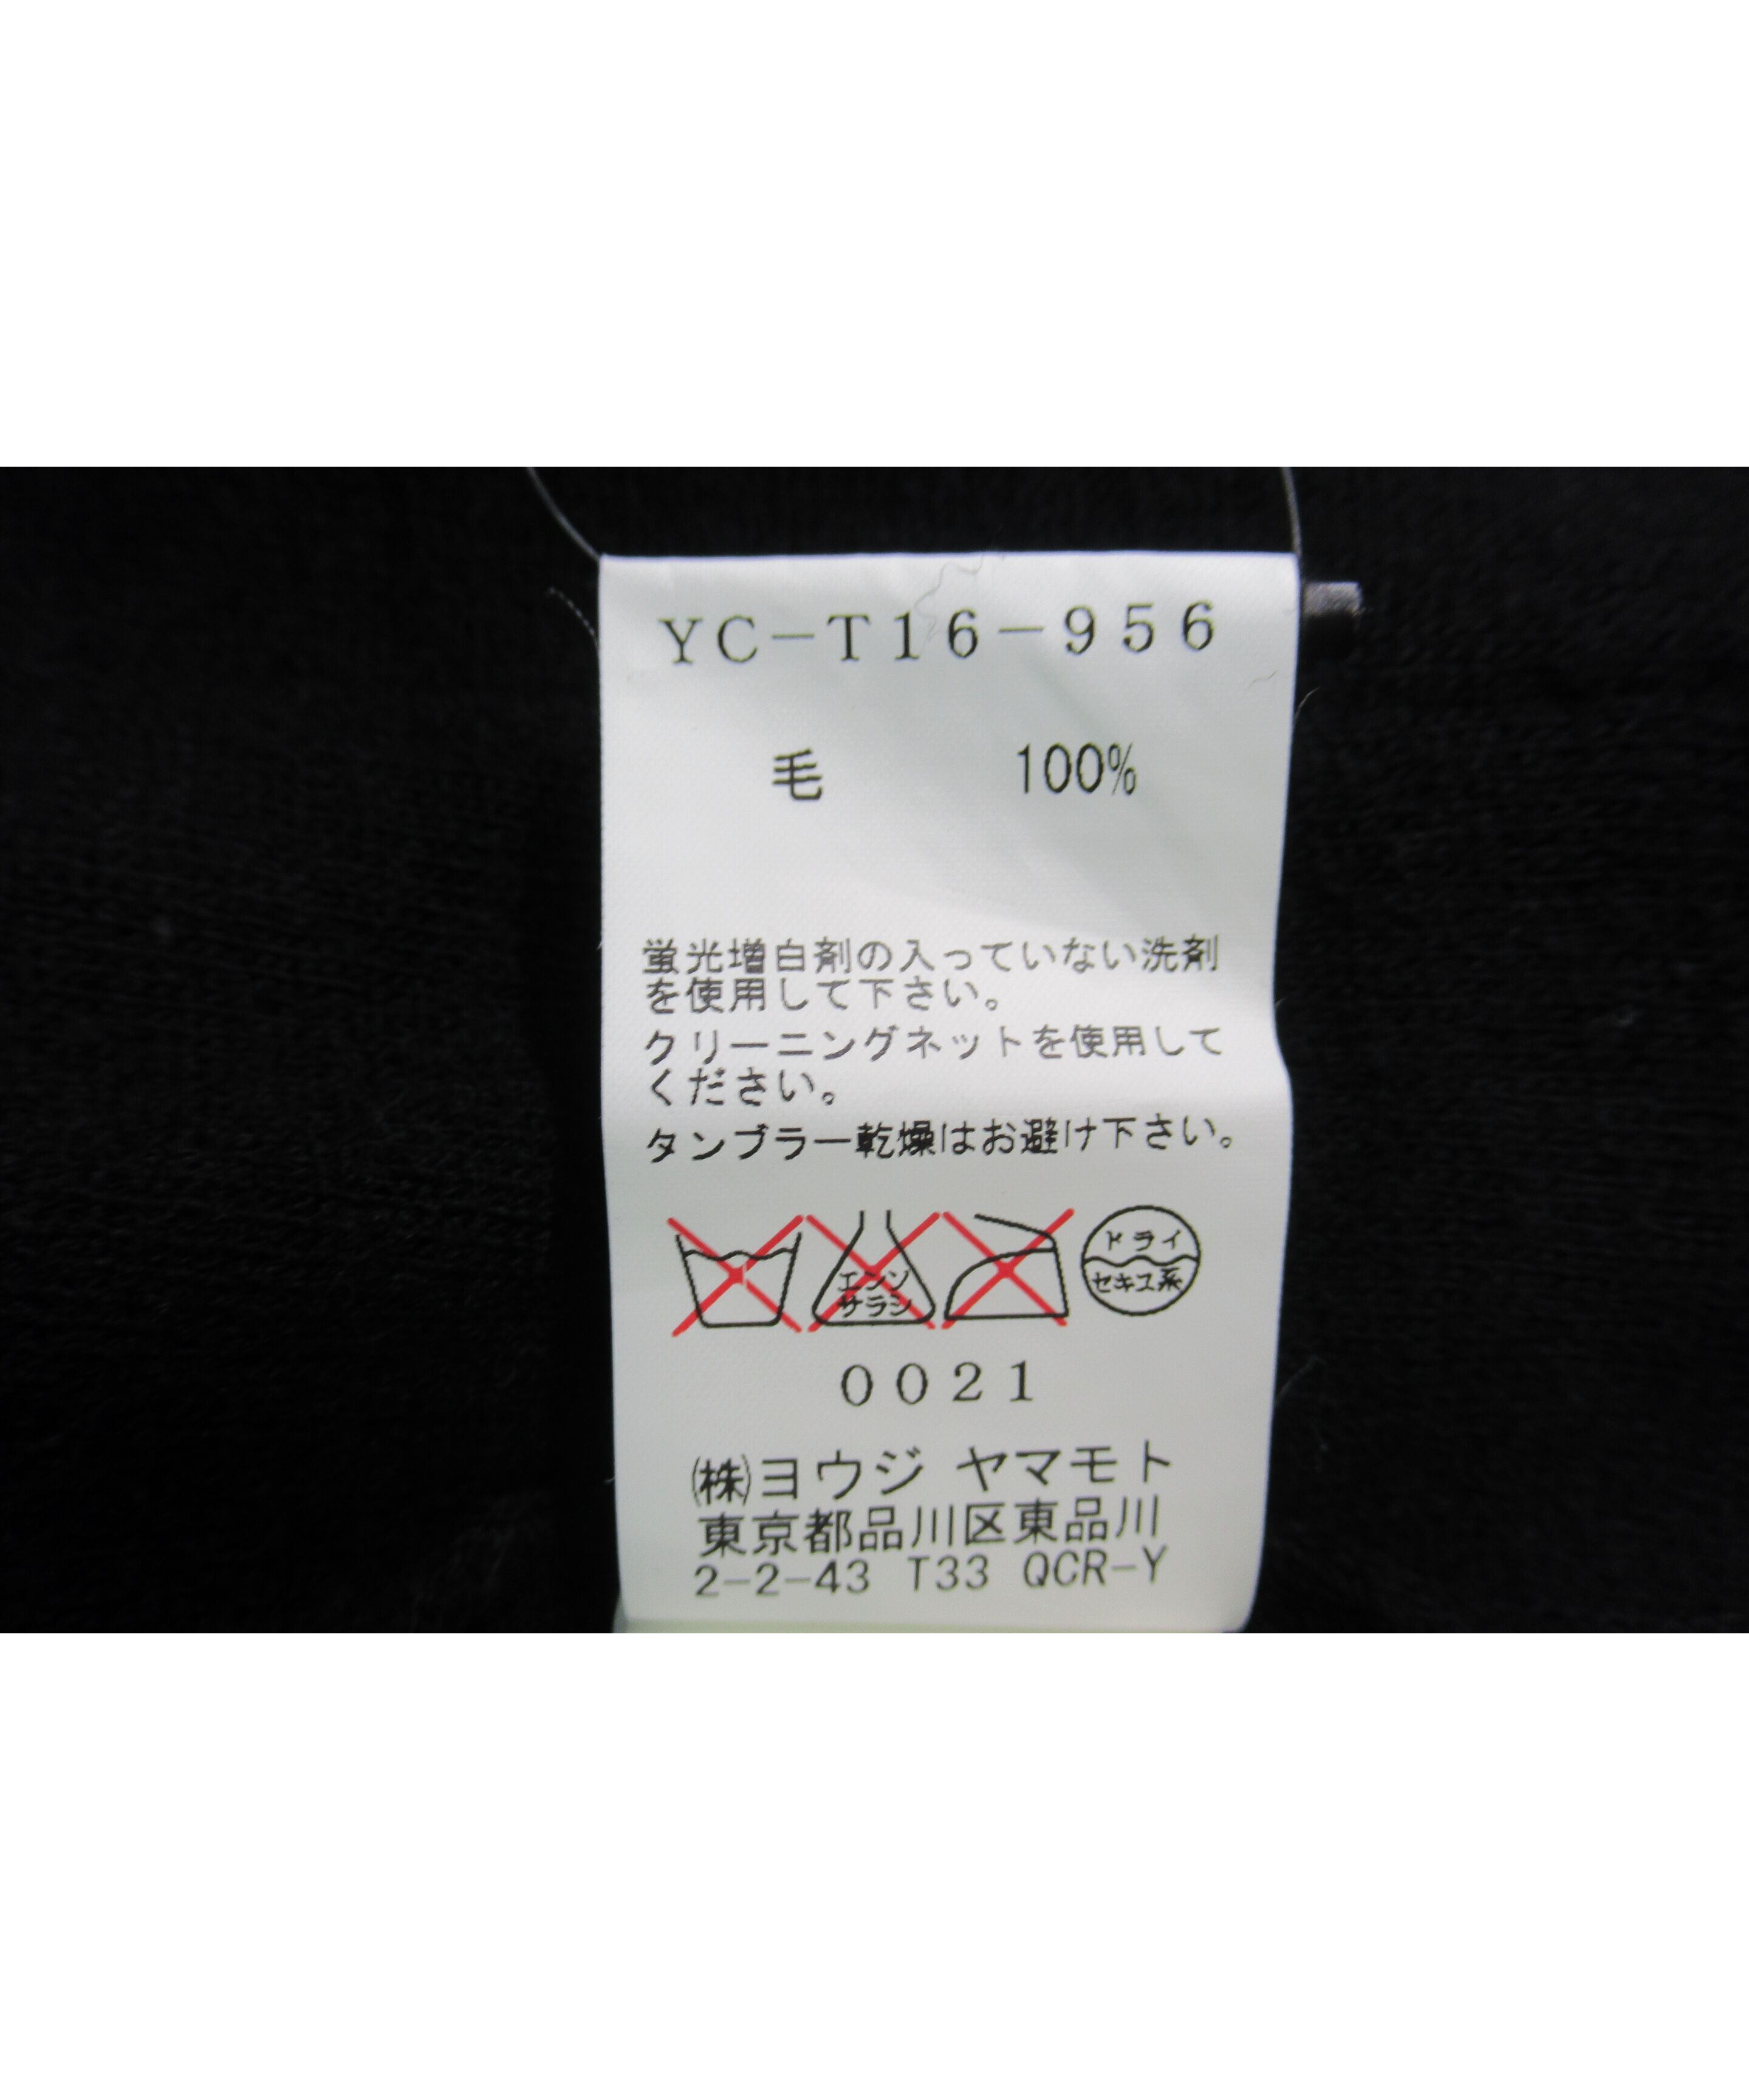 YC-T16-956
毛 100%
蛍光増白剤の入っていない洗剤
を使用して下さい。
クリーニングネットを使用して
ください。
タンブラー乾燥はお避け下さい。
エンソ
サラシ
ドライ
セキユ系
0021
(株)ヨウジ ヤマモト
東京都品川区東品川
2-2-43 T33 QCR-Y